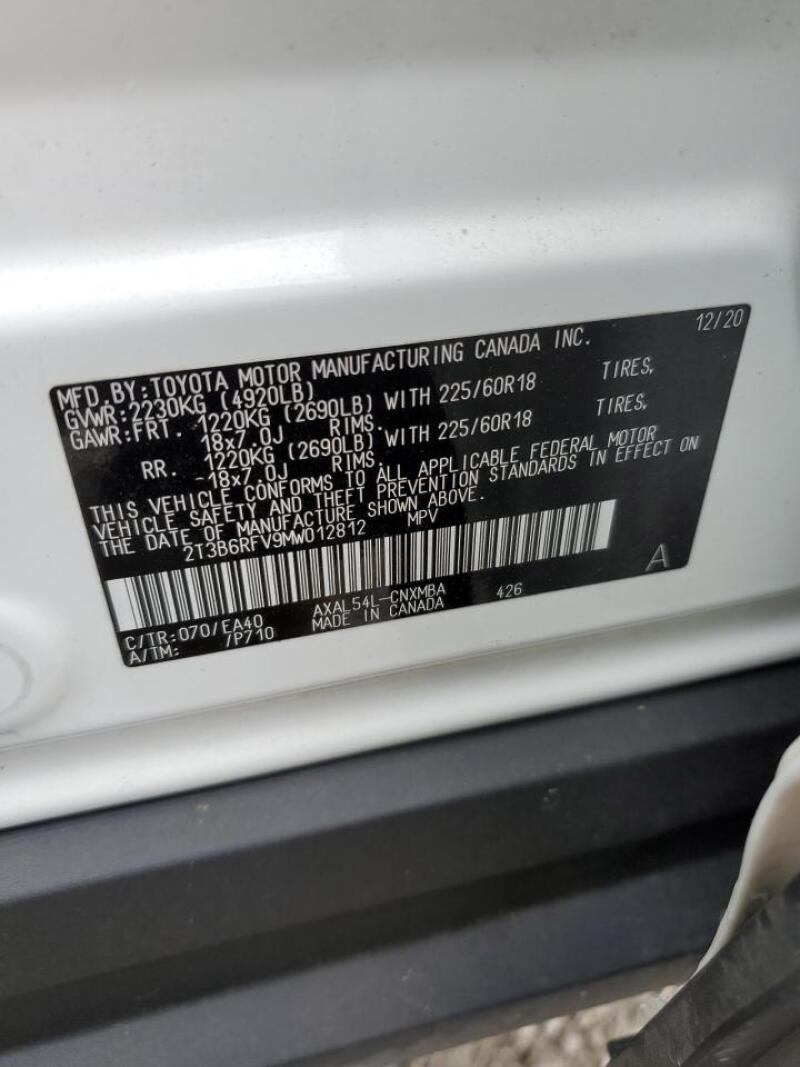 12/20
MFD.BY:TOYOTA MOTOR MANUFACTURING CANADA INC.
GVWR:2230KG (4920LB)
GAWR:FRT. 1220KG (2690LB) WITH 225/60R18 TIRES,
18x7.0J RIMS.
RR. 1220KG (2690LB) WITH 225/60R18 TIRES,
18x7.0J RIMS.
THIS VEHICLE CONFORMS TO ALL APPLICABLE FEDERAL MOTOR
VEHICLE SAFETY AND THEFT PREVENTION STANDARDS IN EFFECT ON
THE DATE OF MANUFACTURE SHOWN ABOVE.
2T3B6RFV9MW012812 MPV
A
C/TR:070/EA40 AXAL54L-CNXMBA 426
A/TM: /P710 MADE IN CANADA